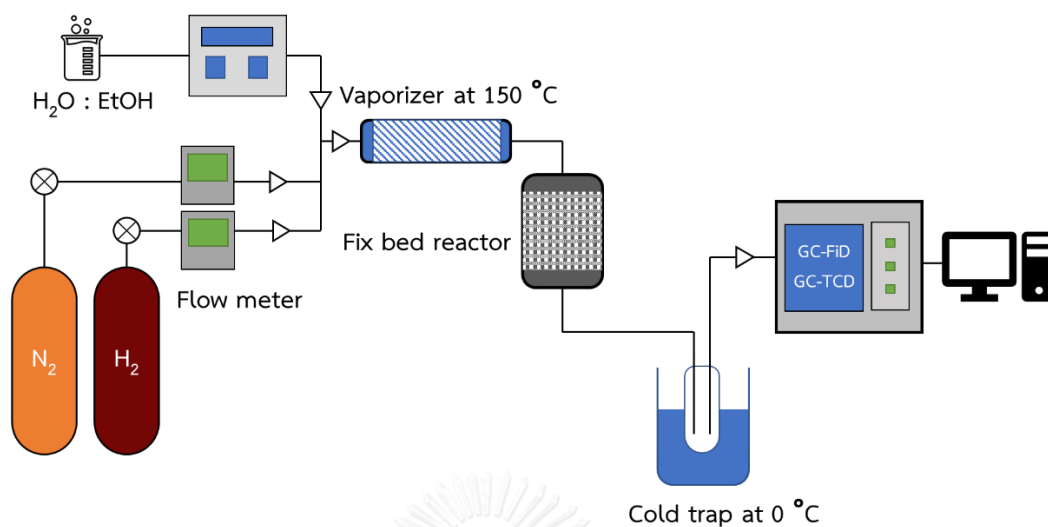 H₂O : EtOH
Vaporizer at 150 °C
Fix bed reactor
Flow meter
N₂
H₂
GC-FiD
GC-TCD
Cold trap at 0 °C